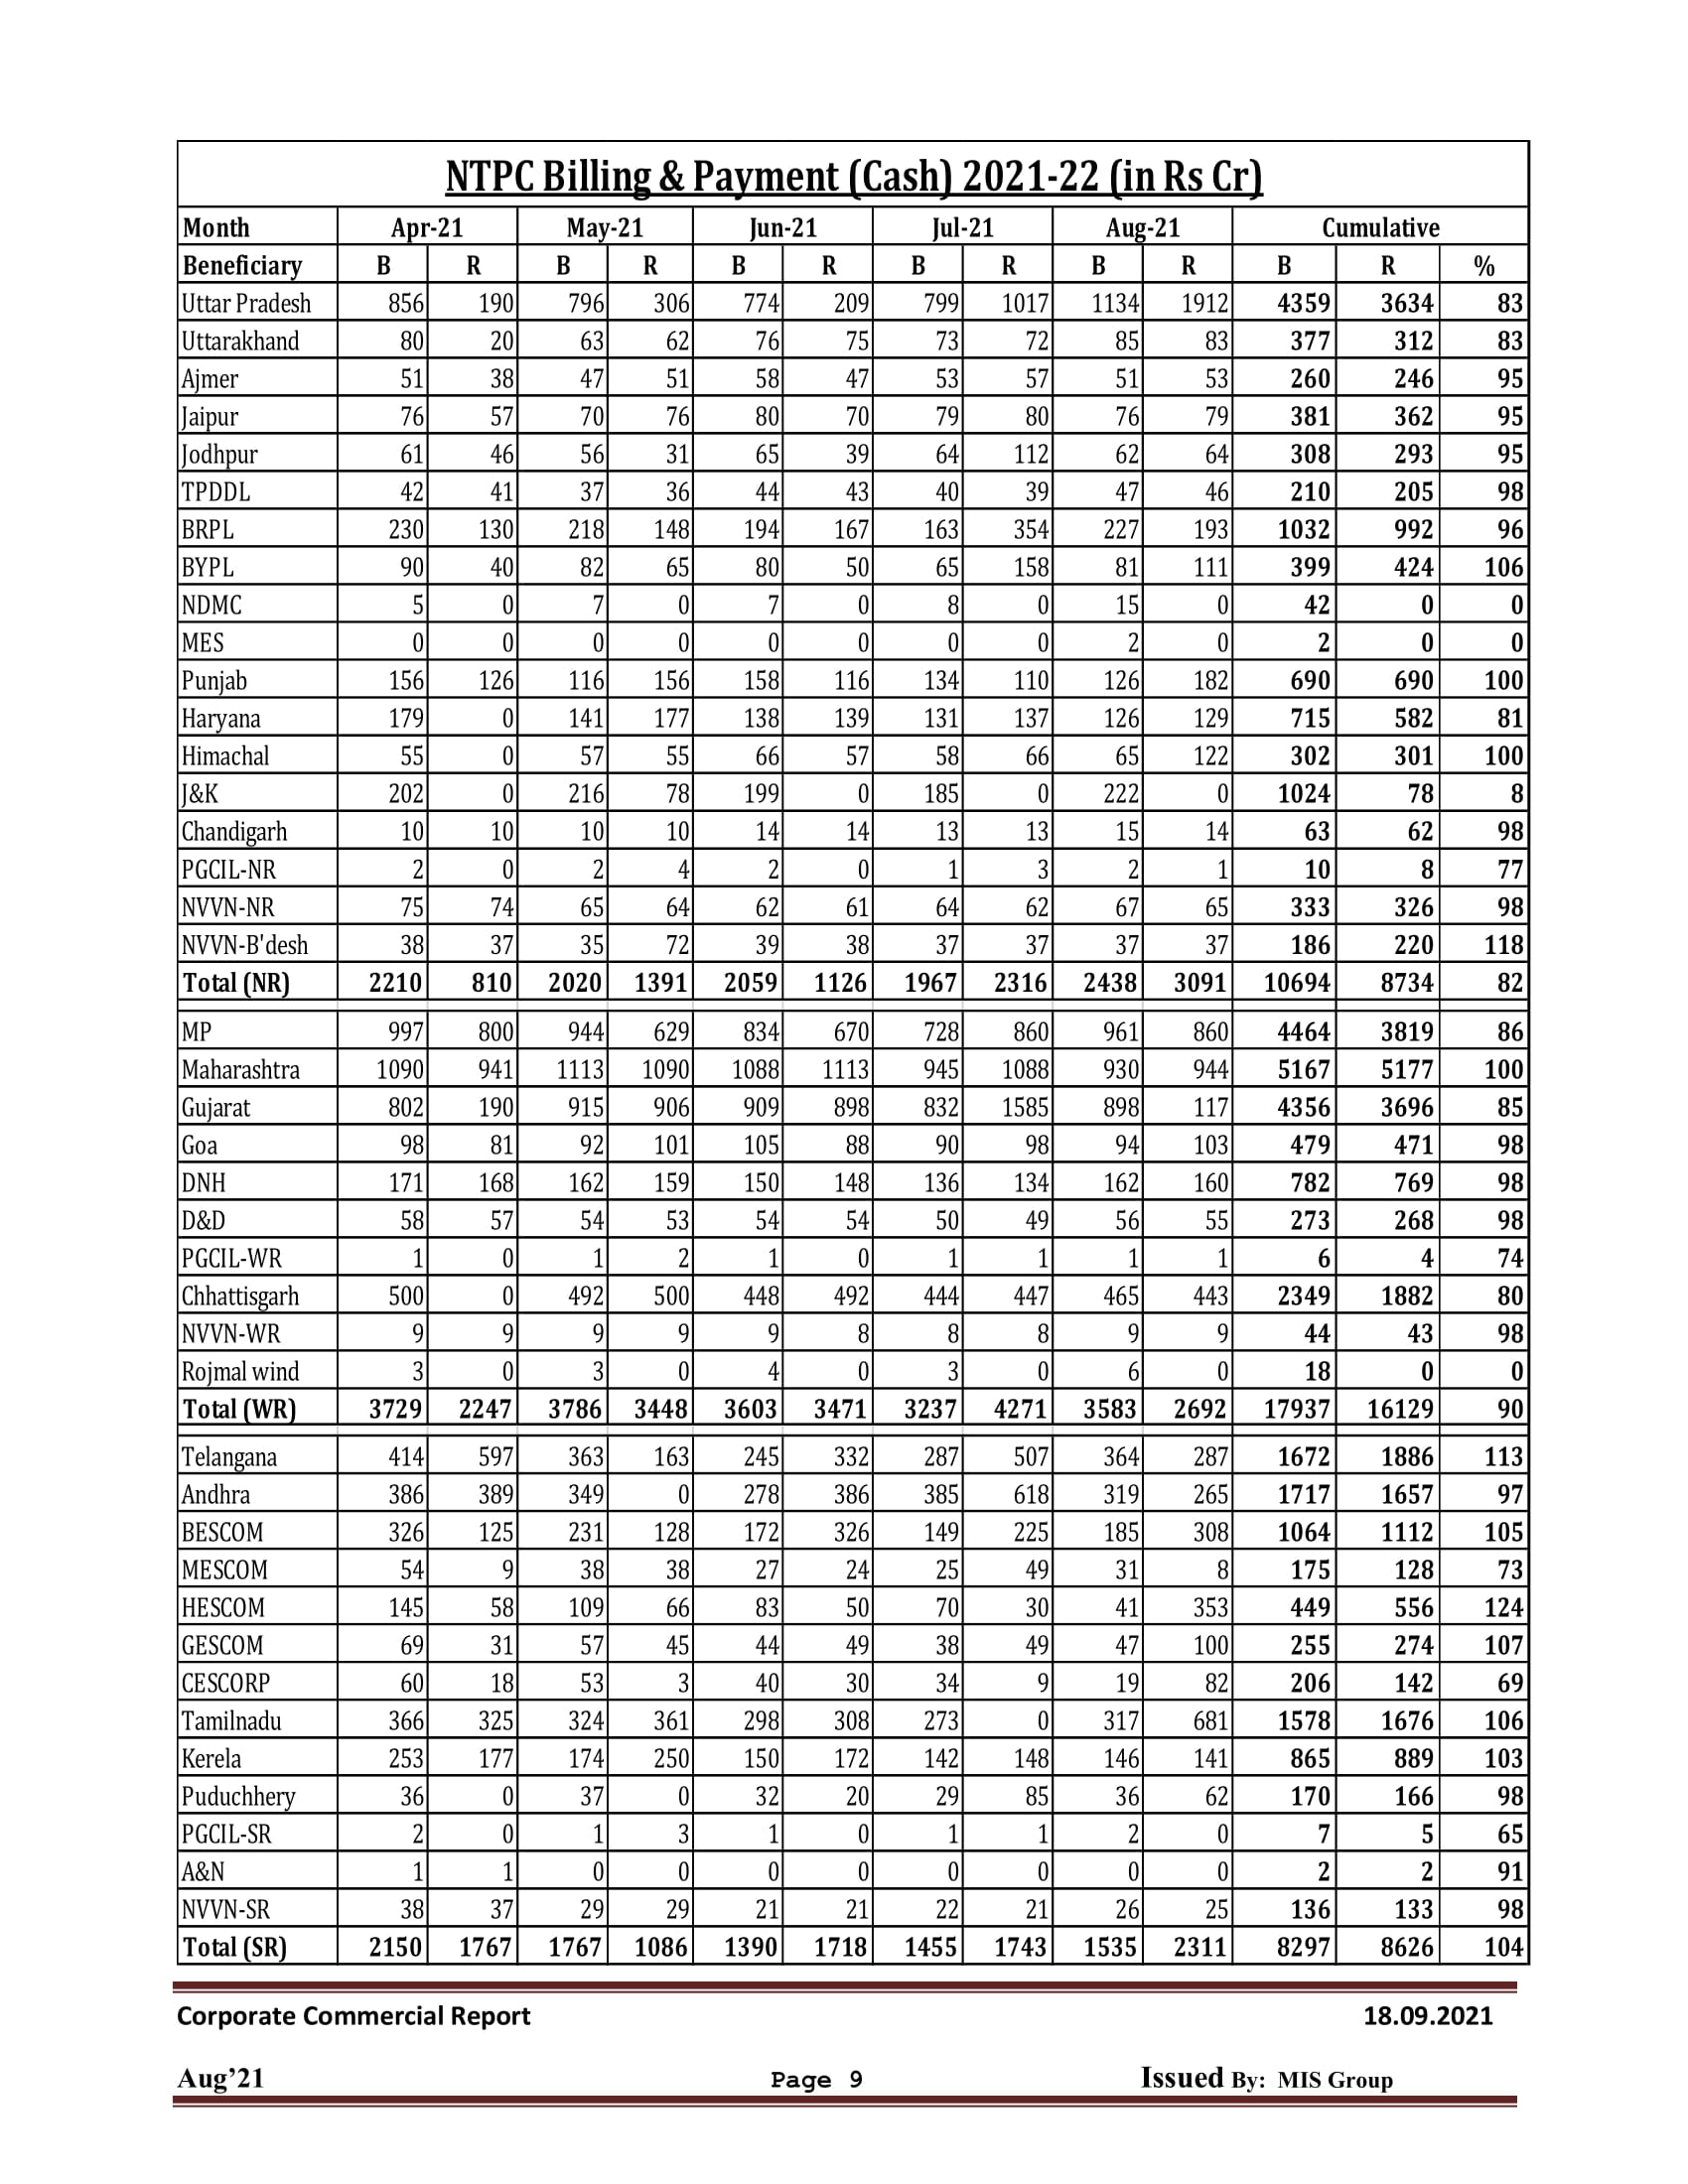 NTPC Billing & Payment (Cash) 2021-22 (in Rs Cr)
Month Apr-21 May-21 Jun-21 Jul-21 Aug-21 Cumulative
Beneficiary B R B R B R B R B R B R %
Uttar Pradesh 856 190 796 306 774 209 799 1017 1134 1912 4359 3634 83
Uttarakhand 80 20 63 62 76 75 73 72 85 83 377 312 83
Ajmer 51 38 47 51 58 47 53 57 51 53 260 246 95
Jaipur 76 57 70 76 80 70 79 80 76 79 381 362 95
Jodhpur 61 46 56 31 65 39 64 112 62 64 308 293 95
TPDDL 42 41 37 36 44 43 40 39 47 46 210 205 98
BRPL 230 130 218 148 194 167 163 354 227 193 1032 992 96
BYPL 90 40 82 65 80 50 65 158 81 111 399 424 106
NDMC 5 0 7 0 7 0 8 0 15 0 42 0 0
MES 0 0 0 0 0 0 0 0 2 0 2 0 0
Punjab 156 126 116 156 158 116 134 110 126 182 690 690 100
Haryana 179 0 141 177 138 139 131 137 126 129 715 582 81
Himachal 55 0 57 55 66 57 58 66 65 122 302 301 100
J&K 202 0 216 78 199 0 185 0 222 0 1024 78 8
Chandigarh 10 10 10 10 14 14 13 13 15 14 63 62 98
PGCIL-NR 2 0 2 4 2 0 1 3 2 1 10 8 77
NVVN-NR 75 74 65 64 62 61 64 62 67 65 333 326 98
NVVN-B'desh 38 37 35 72 39 38 37 37 37 37 186 220 118
Total (NR) 2210 810 2020 1391 2059 1126 1967 2316 2438 3091 10694 8734 82
MP 997 800 944 629 834 670 728 860 961 860 4464 3819 86
Maharashtra 1090 941 1113 1090 1088 1113 945 1088 930 944 5167 5177 100
Gujarat 802 190 915 906 909 898 832 1585 898 117 4356 3696 85
Goa 98 81 92 101 105 88 90 98 94 103 479 471 98
DNH 171 168 162 159 150 148 136 134 162 160 782 769 98
D&D 58 57 54 53 54 54 50 49 56 55 273 268 98
PGCIL-WR 1 0 1 2 1 0 1 1 1 1 6 4 74
Chhattisgarh 500 0 492 500 448 492 444 447 465 443 2349 1882 80
NVVN-WR 9 9 9 9 9 8 8 8 9 9 44 43 98
Rojmal wind 3 0 3 0 4 0 3 0 6 0 18 0 0
Total (WR) 3729 2247 3786 3448 3603 3471 3237 4271 3583 2692 17937 16129 90
Telangana 414 597 363 163 245 332 287 507 364 287 1672 1886 113
Andhra 386 389 349 0 278 386 385 618 319 265 1717 1657 97
BESCOM 326 125 231 128 172 326 149 225 185 308 1064 1112 105
MESCOM 54 9 38 38 27 24 25 49 31 8 175 128 73
HESCOM 145 58 109 66 83 50 70 30 41 353 449 556 124
GESCOM 69 31 57 45 44 49 38 49 47 100 255 274 107
CESCORP 60 18 53 3 40 30 34 9 19 82 206 142 69
Tamilnadu 366 325 324 361 298 308 273 0 317 681 1578 1676 106
Kerela 253 177 174 250 150 172 142 148 146 141 865 889 103
Puduchhery 36 0 37 0 32 20 29 85 36 62 170 166 98
PGCIL-SR 2 0 1 3 1 0 1 1 2 0 7 5 65
A&N 1 1 0 0 0 0 0 0 0 0 2 2 91
NVVN-SR 38 37 29 29 21 21 22 21 26 25 136 133 98
Total (SR) 2150 1767 1767 1086 1390 1718 1455 1743 1535 2311 8297 8626 104
Corporate Commercial Report 18.09.2021
Aug’21 Page 9 Issued By: MIS Group